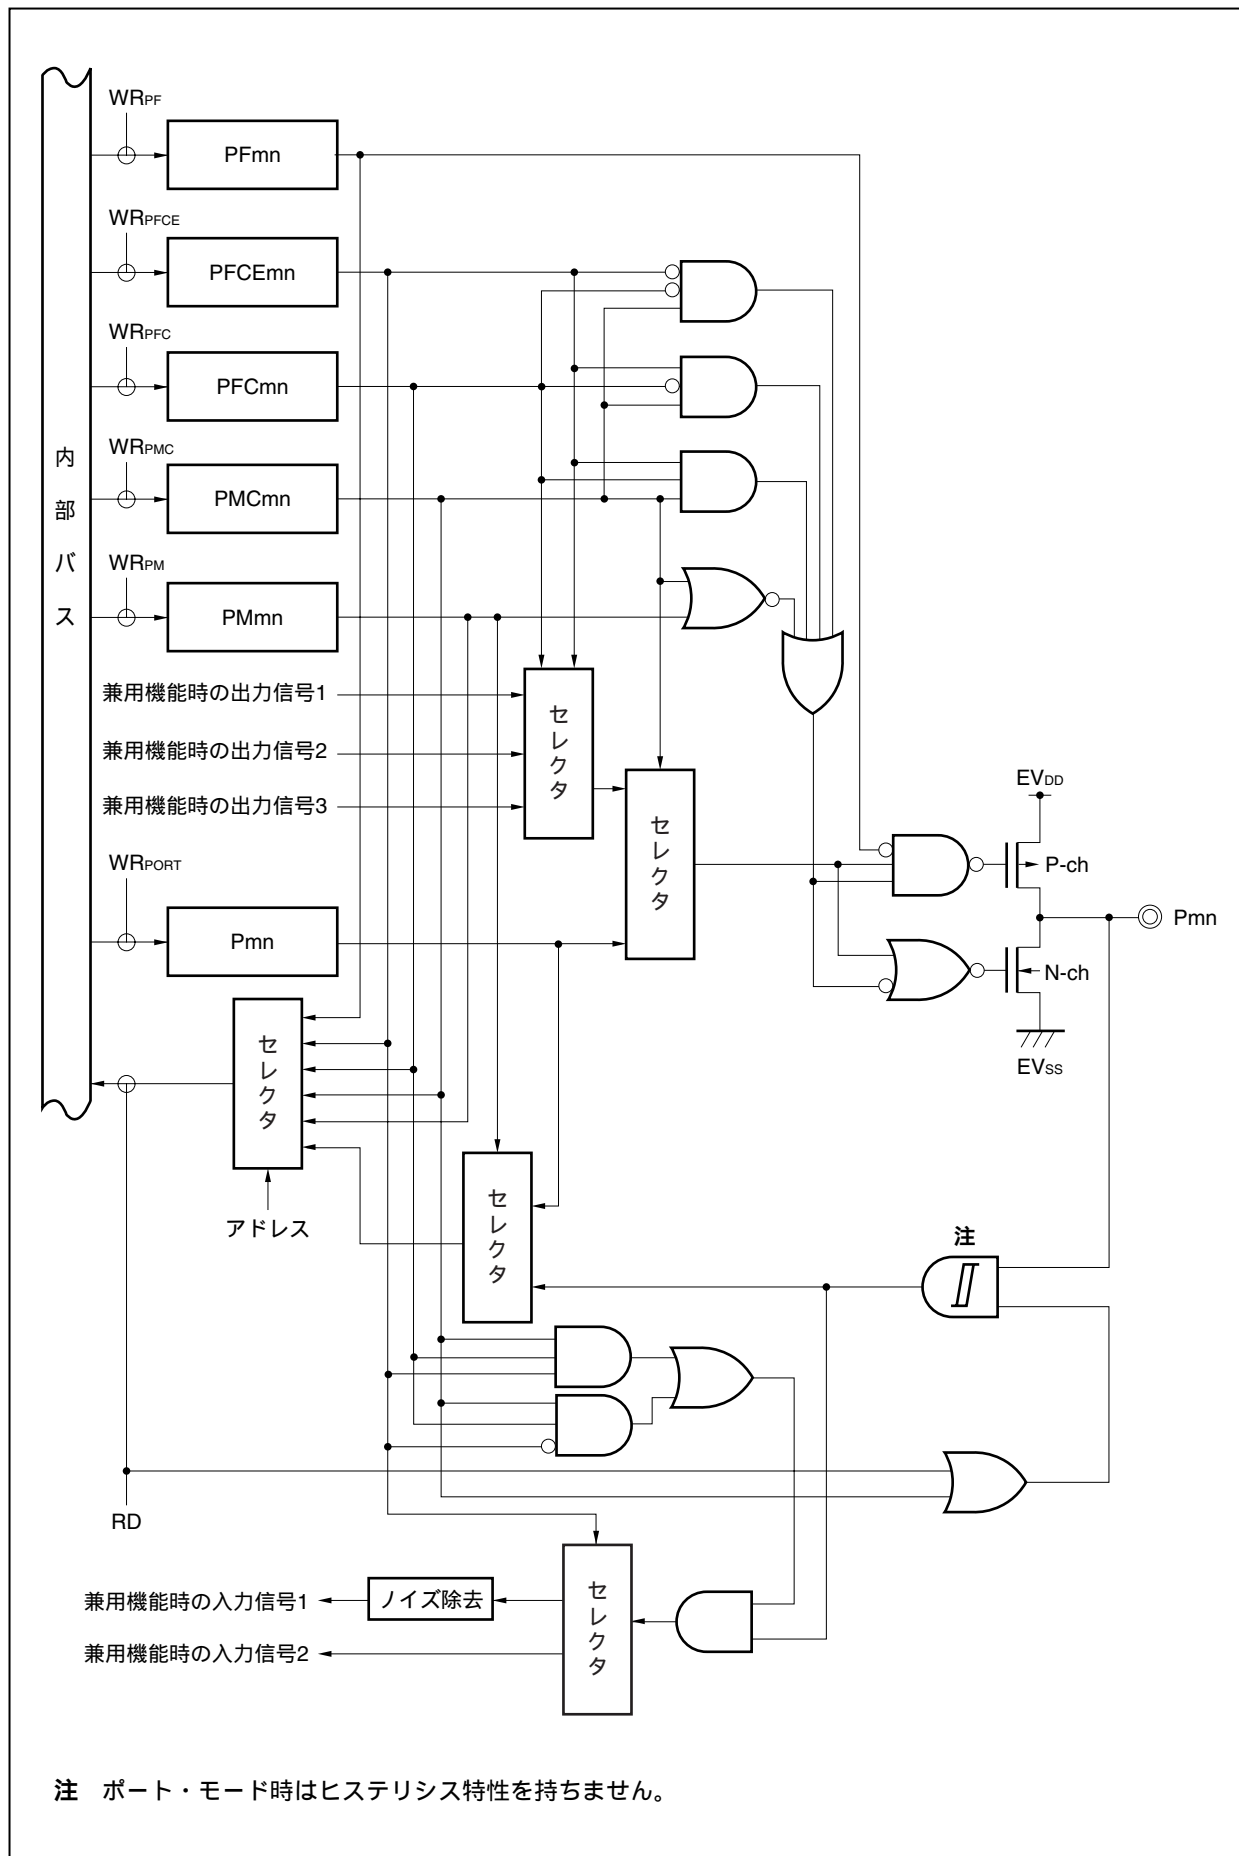 WRPF
PFmn
WRPFCE
PFCEmn
WRPFC
PFCmn
WRPMC
PMCmn
内部バス
WRPM
PMmn
兼用機能時の出力信号1
兼用機能時の出力信号2
兼用機能時の出力信号3
セレクタ
セレクタ
EVDD
P-ch
Pmn
N-ch
EVSS
WRPORT
Pmn
セレクタ
アドレス
セレクタ
注
RD
セレクタ
ノイズ除去
兼用機能時の入力信号1
兼用機能時の入力信号2
注 ポート・モード時はヒステリシス特性を持ちません。